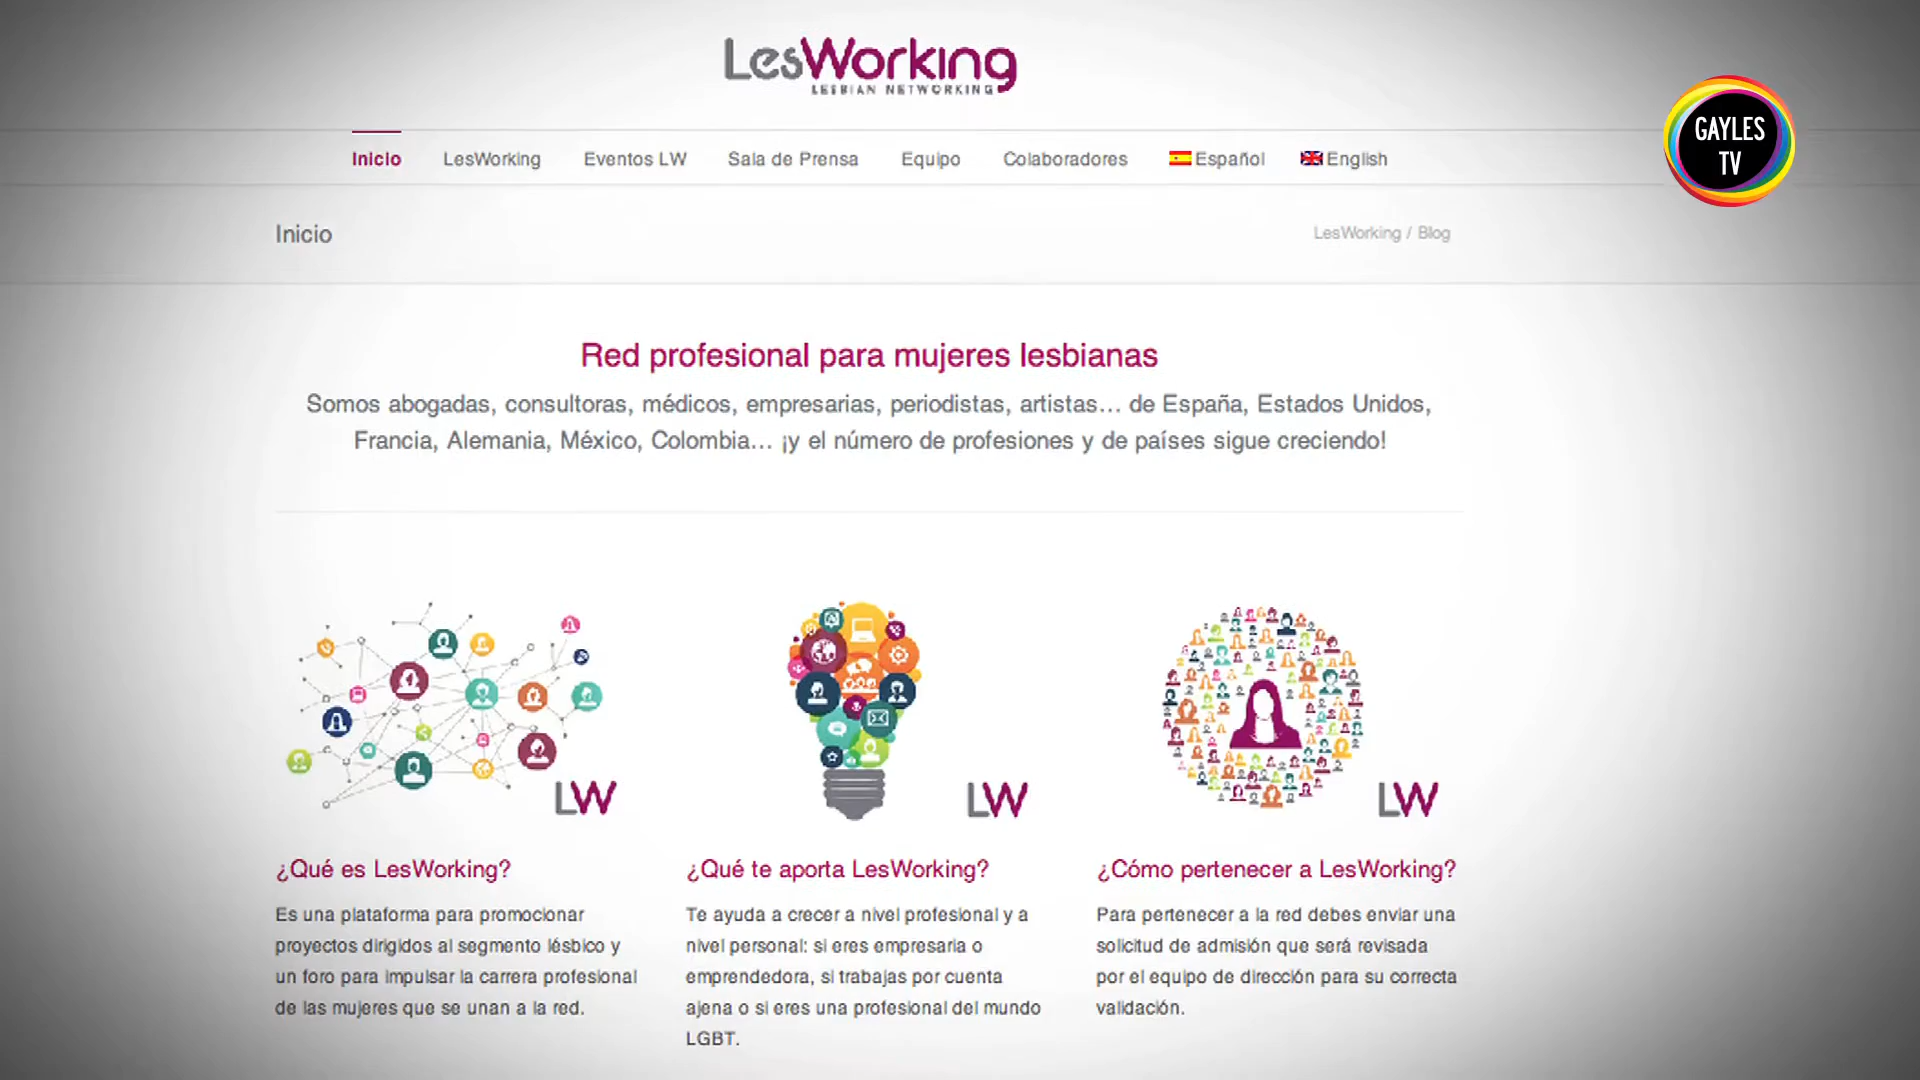 LesWorking
LESBIAN NETWORKING
GAYLES
TV
Inicio LesWorking Eventos LW Sala de Prensa Equipo Colaboradores Español English
Inicio LesWorking / Blog
Red profesional para mujeres lesbianas
Somos abogadas, consultoras, médicos, empresarias, periodistas, artistas… de España, Estados Unidos,
Francia, Alemania, México, Colombia… ¡y el número de profesiones y de países sigue creciendo!
LW
LW
LW
¿Qué es LesWorking?
Es una plataforma para promocionar
proyectos dirigidos al segmento lésbico y
un foro para impulsar la carrera profesional
de las mujeres que se unan a la red.
¿Qué te aporta LesWorking?
Te ayuda a crecer a nivel profesional y a
nivel personal: si eres empresaria o
emprendedora, si trabajas por cuenta
ajena o si eres una profesional del mundo
LGBT.
¿Cómo pertenecer a LesWorking?
Para pertenecer a la red debes enviar una
solicitud de admisión que será revisada
por el equipo de dirección para su correcta
validación.